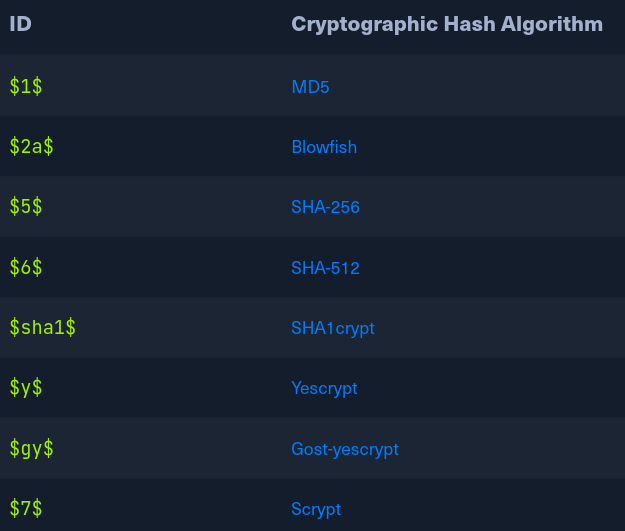 ID Cryptographic Hash Algorithm
$1$ MD5
$2a$ Blowfish
$5$ SHA-256
$6$ SHA-512
$sha1$ SHA1crypt
$y$ Yescrypt
$gy$ Gost-yescrypt
$7$ Scrypt